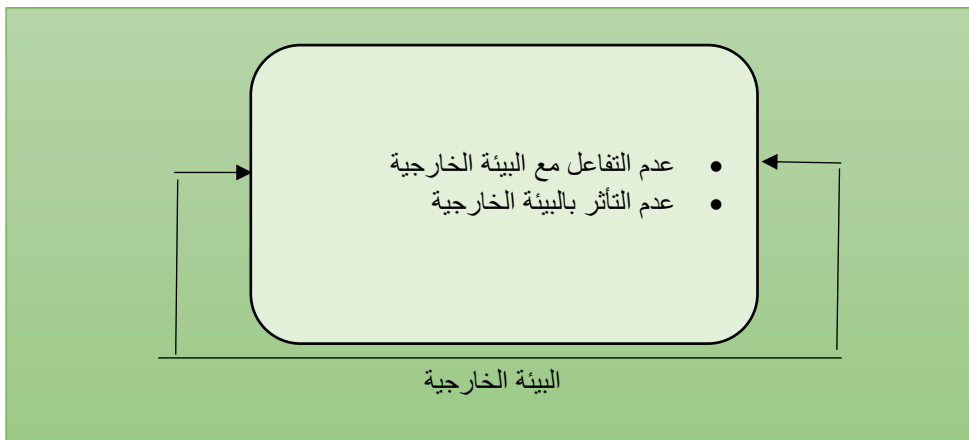 • عدم التفاعل مع البيئة الخارجية
• عدم التأثر بالبيئة الخارجية
البيئة الخارجية